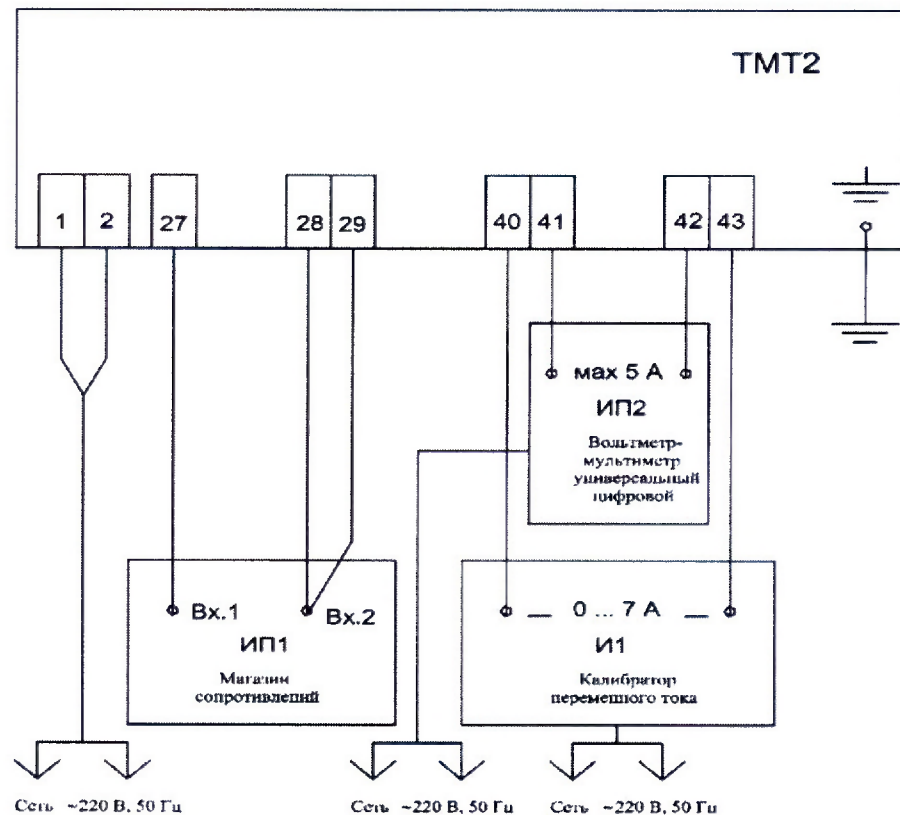 ТМТ2
1 2 27 28 29 40 41 42 43
мах 5 А
ИП2
Вольтметр-
мультиметр
универсальный
цифровой
Вх.1
Вх.2
ИП1
Магазин
сопротивлений
0 ... 7 А
И1
Калибратор
переменного тока
Сеть ~220 В, 50 Гц
Сеть ~220 В, 50 Гц
Сеть ~220 В, 50 Гц